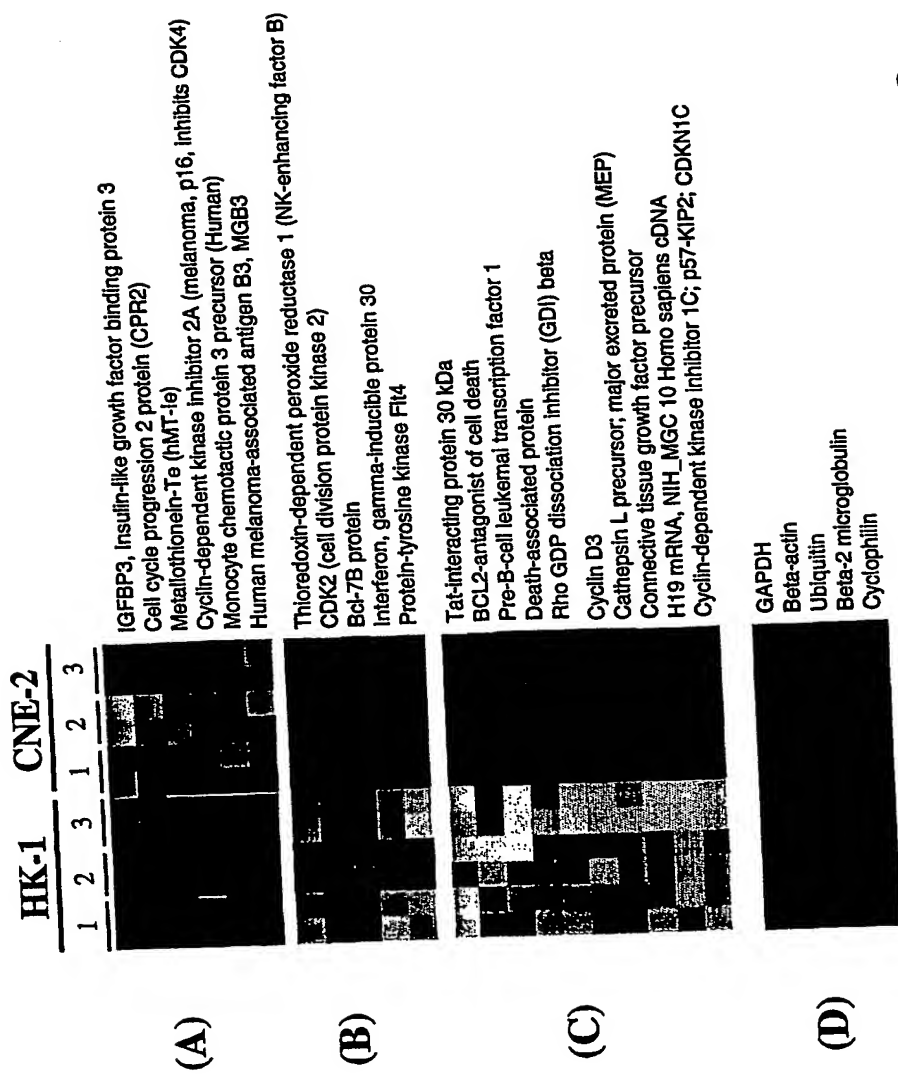 HK-1 CNE-2
1 2 3 1 2 3
(A)
IGFBP3, Insulin-like growth factor binding protein 3
Cell cycle progression 2 protein (CPR2)
Metallothionein-Te (hMT-Ie)
Cyclin-dependent kinase inhibitor 2A (melanoma, p16, inhibits CDK4)
Monocyte chemotactic protein 3 precursor (Human)
Human melanoma-associated antigen B3, MGB3
(B)
Thioredoxin-dependent peroxide reductase 1 (NK-enhancing factor B)
CDK2 (cell division protein kinase 2)
Bcl-7B protein
Interferon, gamma-inducible protein 30
Protein-tyrosine kinase Flt4
(C)
Tat-interacting protein 30 kDa
BCL2-antagonist of cell death
Pre-B-cell leukemal transcription factor 1
Death-associated protein
Rho GDP dissociation inhibitor (GDI) beta
Cyclin D3
Cathepsin L precursor; major excreted protein (MEP)
Connective tissue growth factor precursor
H19 mRNA, NIH_MGC 10 Homo sapiens cDNA
Cyclin-dependent kinase inhibitor 1C; p57-KIP2; CDKN1C
(D)
GAPDH
Beta-actin
Ubiquitin
Beta-2 microglobulin
Cyclophilin